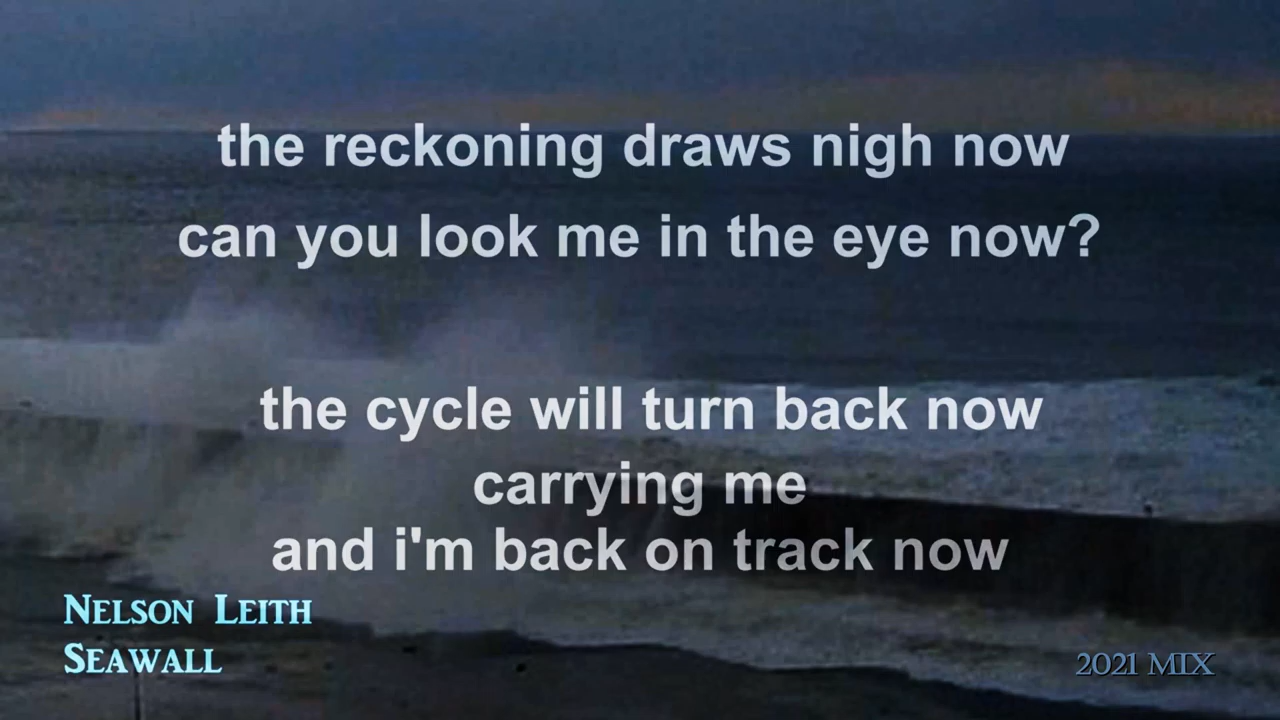 the reckoning draws nigh now
can you look me in the eye now?
the cycle will turn back now
carrying me
and i'm back on track now
Nelson Leith
Seawall
2021 MIX